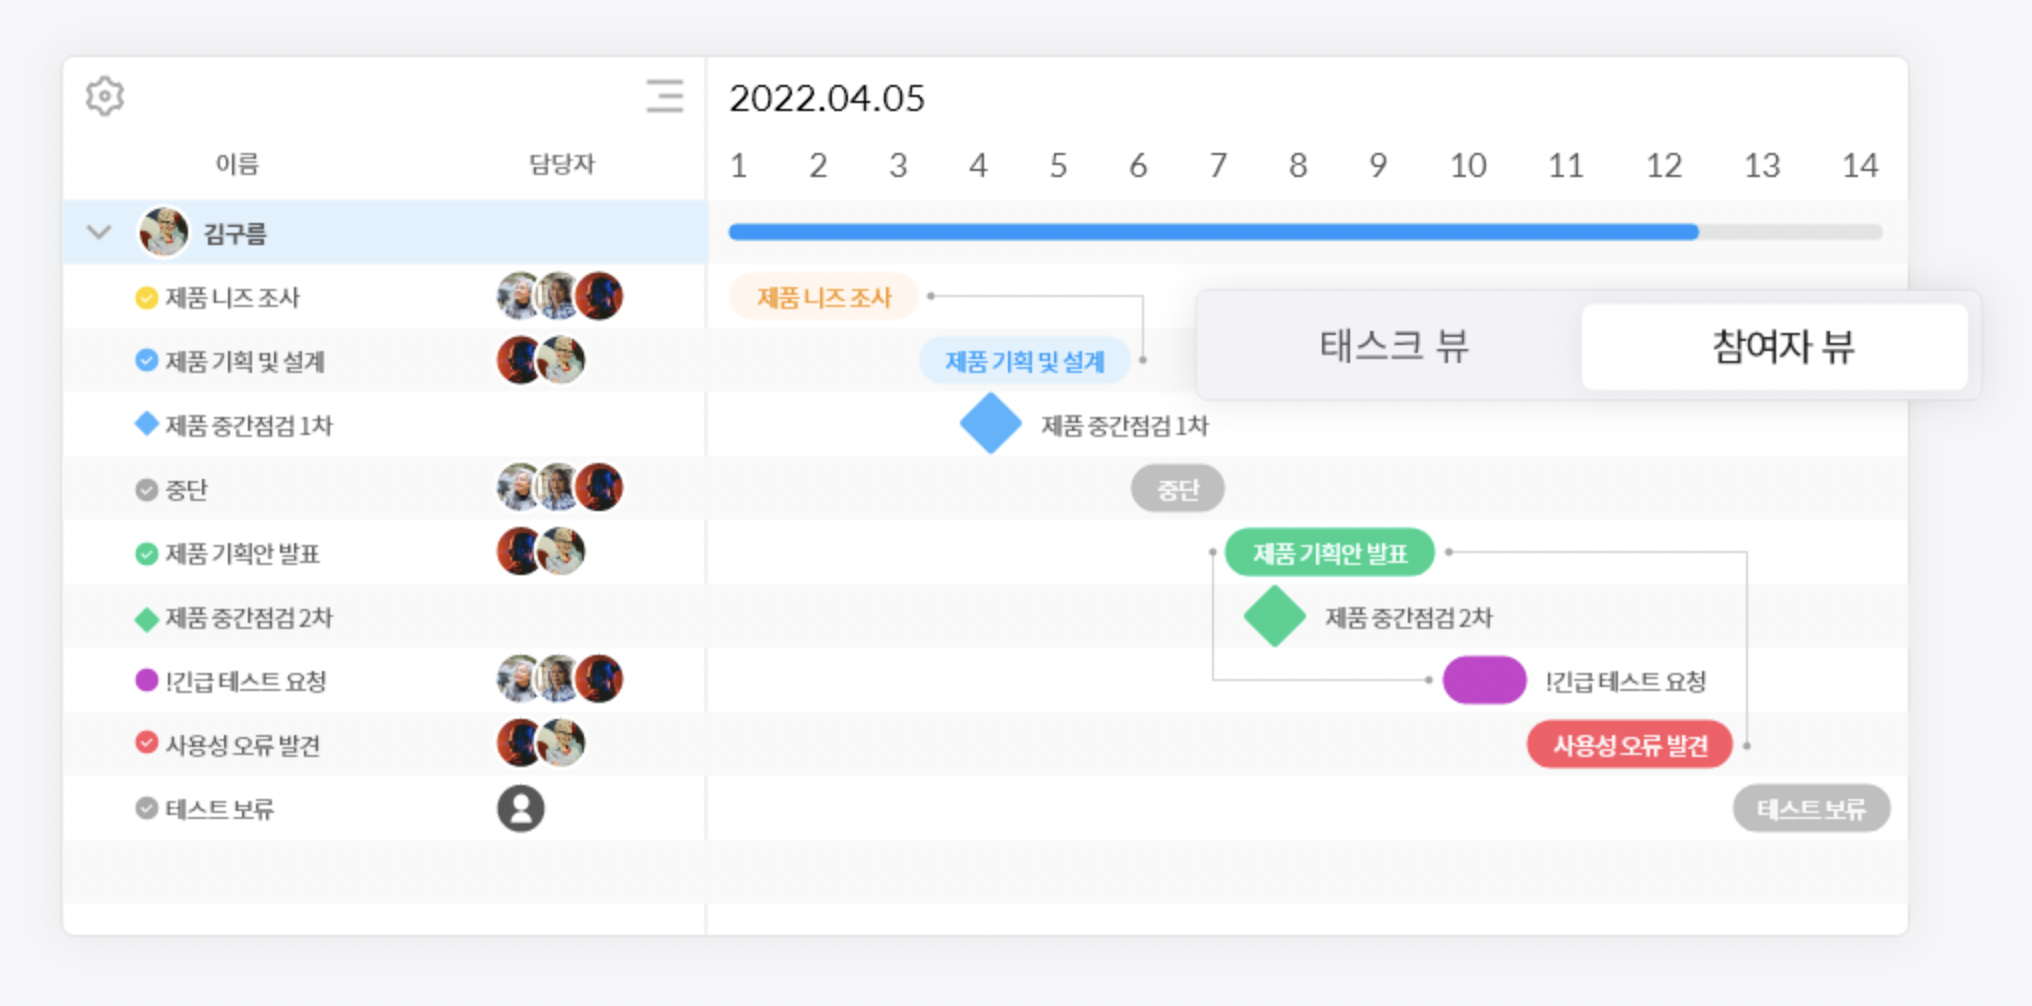 2022.04.05
이름 담당자 1 2 3 4 5 6 7 8 9 10 11 12 13 14
김구름
제품 니즈 조사 제품 니즈 조사
태스크 뷰 참여자 뷰
제품 기획 및 설계 제품 기획 및 설계
제품 중간점검 1차 제품 중간점검 1차
중단 중단
제품 기획안 발표 제품 기획안 발표
제품 중간점검 2차 제품 중간점검 2차
!긴급 테스트 요청 !긴급 테스트 요청
사용성 오류 발견 사용성 오류 발견
테스트 보류 테스트 보류